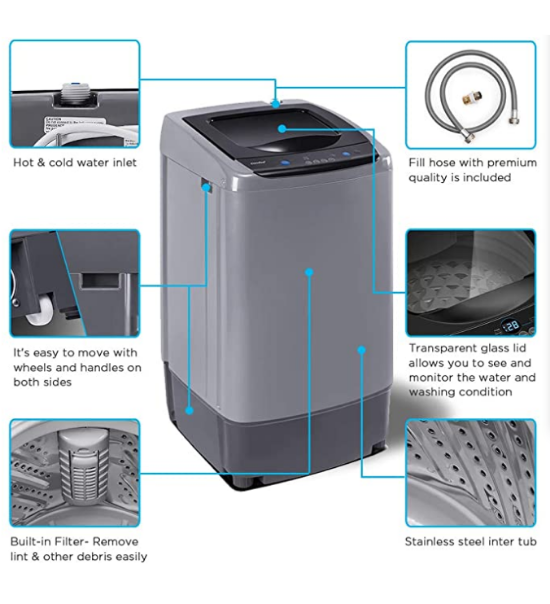 CAUTION
Hot & cold water inlet
Fill hose with premium
quality is included
It's easy to move with
wheels and handles on
both sides
128
Transparent glass lid
allows you to see and
monitor the water and
washing condition
Built-in Filter- Remove
lint & other debris easily
Stainless steel inter tub